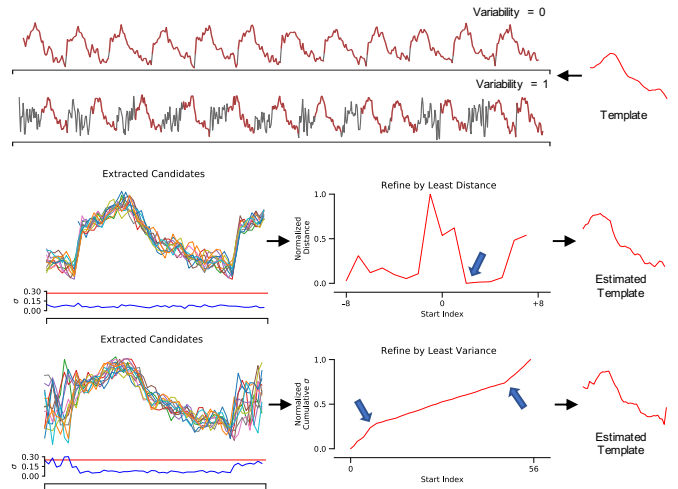 Variability = 0
Variability = 1
Template
Extracted Candidates
σ
0.30
0.15
0.00
Refine by Least Distance
Normalized
Distance
1.0
0.5
0.0
-8
0
+8
Start Index
Estimated
Template
Extracted Candidates
σ
0.30
0.15
0.00
Refine by Least Variance
Normalized
Cumulative σ
1.0
0.5
0.0
0
56
Start Index
Estimated
Template